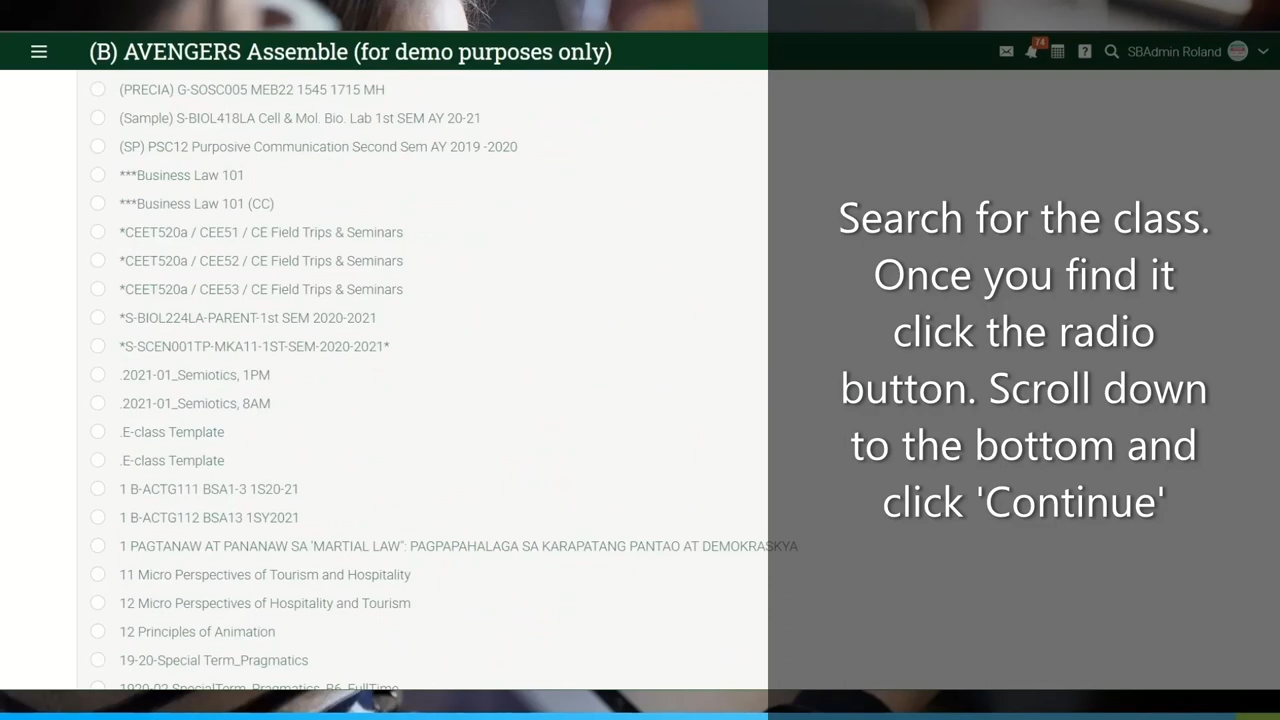 (B) AVENGERS Assemble (for demo purposes only)
74
SBAdmin Roland
(PRECIA) G-SOSC005 MEB22 1545 1715 MH
(Sample) S-BIOL418LA Cell & Mol. Bio. Lab 1st SEM AY 20-21
(SP) PSC12 Purposive Communication Second Sem AY 2019 -2020
***Business Law 101
***Business Law 101 (CC)
*CEET520a / CEE51 / CE Field Trips & Seminars
*CEET520a / CEE52 / CE Field Trips & Seminars
*CEET520a / CEE53 / CE Field Trips & Seminars
*S-BIOL224LA-PARENT-1st SEM 2020-2021
*S-SCEN001TP-MKA11-1ST-SEM-2020-2021*
.2021-01_Semiotics, 1PM
.2021-01_Semiotics, 8AM
.E-class Template
.E-class Template
1 B-ACTG111 BSA1-3 1S20-21
1 B-ACTG112 BSA13 1SY2021
1 PAGTANAW AT PANANAW SA 'MARTIAL LAW': PAGPAPAHALAGA SA KARAPATANG PANTAO AT DEMOKRASKYA
11 Micro Perspectives of Tourism and Hospitality
12 Micro Perspectives of Hospitality and Tourism
12 Principles of Animation
19-20-Special Term_Pragmatics
1920-02 SpecialTerm_Pragmatics_B6_FullTime
Search for the class.
Once you find it
click the radio
button. Scroll down
to the bottom and
click 'Continue'